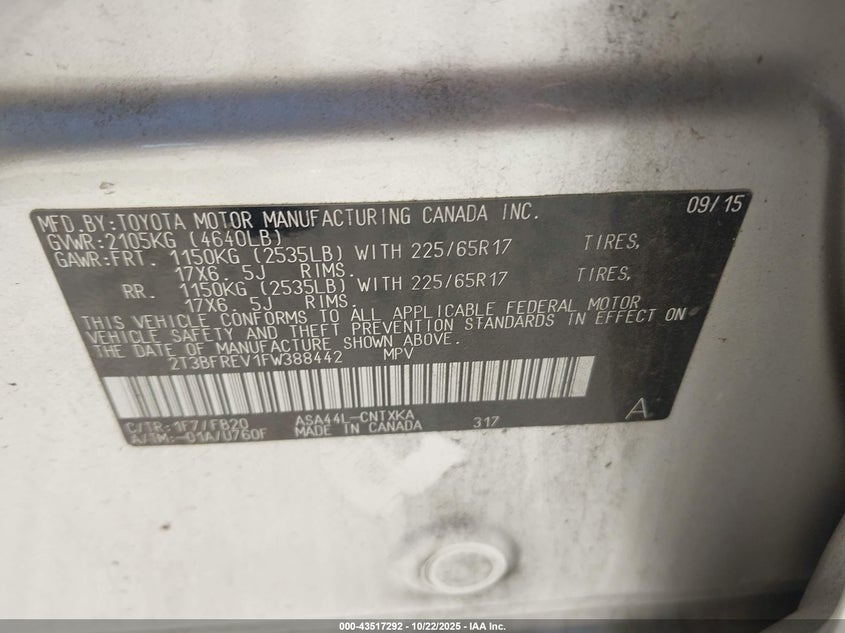 MFD.BY:TOYOTA MOTOR MANUFACTURING CANADA INC. 09/15
GVWR:2105KG (4640LB)
GAWR:FRT. 1150KG (2535LB) WITH 225/65R17 TIRES,
17X6. 5J RIMS.
RR. 1150KG (2535LB) WITH 225/65R17 TIRES,
17X6. 5J RIMS.
THIS VEHICLE CONFORMS TO ALL APPLICABLE FEDERAL MOTOR
VEHICLE SAFETY AND THEFT PREVENTION STANDARDS IN EFFECT ON
THE DATE OF MANUFACTURE SHOWN ABOVE.
2T3BFREV1FW388442 MPV
C/TR:1F7/FB20 ASA44L-CNTXKA 317 A
A/TM:-01A/U760F MADE IN CANADA
000-43517292 - 10/22/2025 - IAA Inc.